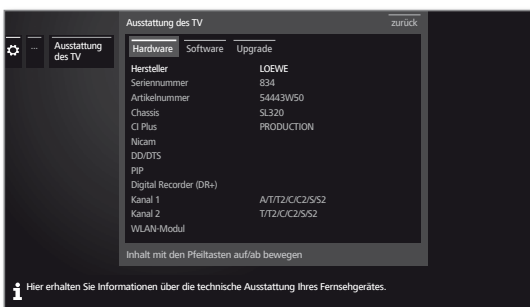 Ausstattung des TV zurück
... Ausstattung
des TV
Hardware Software Upgrade
Hersteller LOEWE
Seriennummer 834
Artikelnummer 54443W50
Chassis SL320
CI Plus PRODUCTION
Nicam
DD/DTS
PIP
Digital Recorder (DR+)
Kanal 1 A/T/T2/C/C2/S/S2
Kanal 2 T/T2/C/C2/S/S2
WLAN-Modul
Inhalt mit den Pfeiltasten auf/ab bewegen
i Hier erhalten Sie Informationen über die technische Ausstattung Ihres Fernsehgerätes.